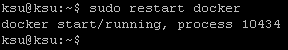 ksu@ksu:~$ sudo restart docker
docker start/running, process 10434
ksu@ksu:~$